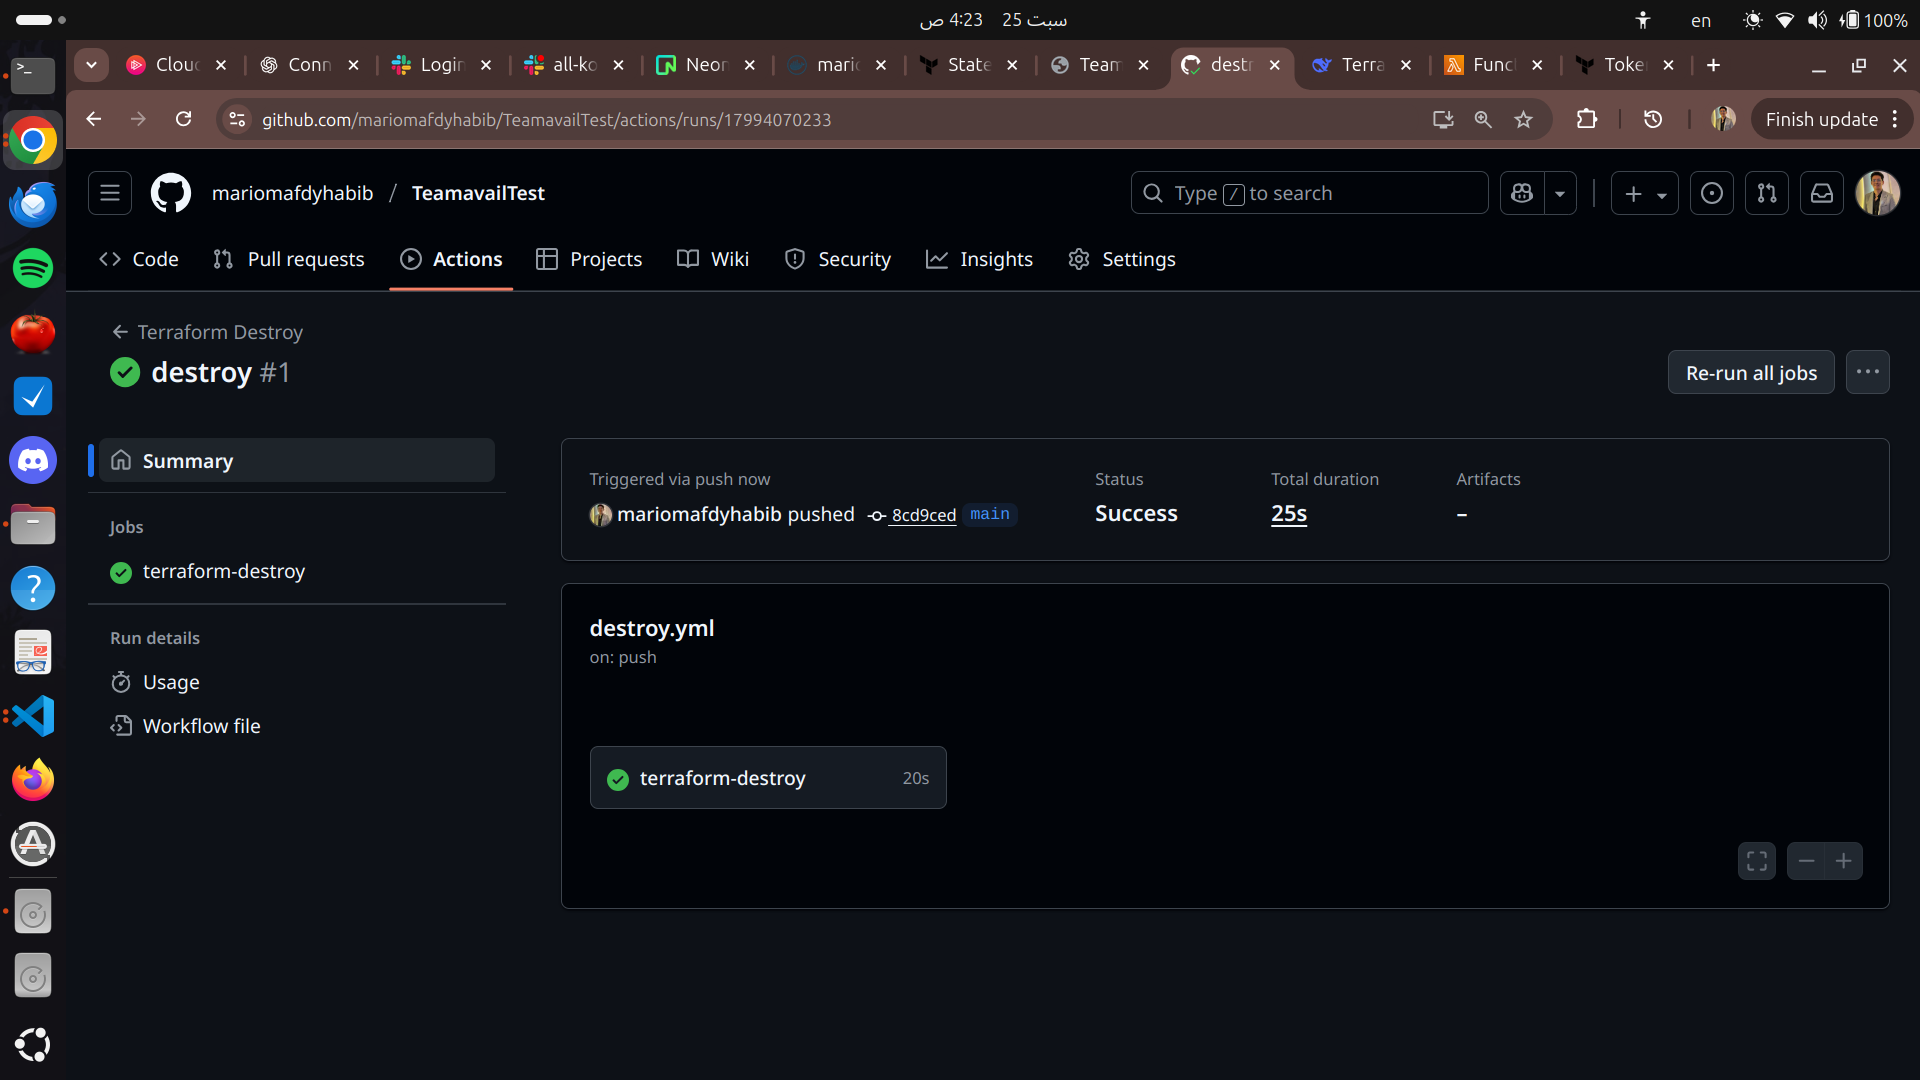 4:23 ص   25 سبت
en
100%
Clou
Conn
Login
all-ko
Neon
mari
State
Team
destr
Terra
Func
Toke
github.com/mariomafdyhabib/TeamavailTest/actions/runs/17994070233
Finish update
mariomafdyhabib / TeamavailTest
Type / to search
Code
Pull requests
Actions
Projects
Wiki
Security
Insights
Settings
Terraform Destroy
destroy #1
Re-run all jobs
Summary
Jobs
terraform-destroy
Run details
Usage
Workflow file
Triggered via push now
mariomafdyhabib pushed 8cd9ced main
Status
Success
Total duration
25s
Artifacts
–
destroy.yml
on: push
terraform-destroy 20s